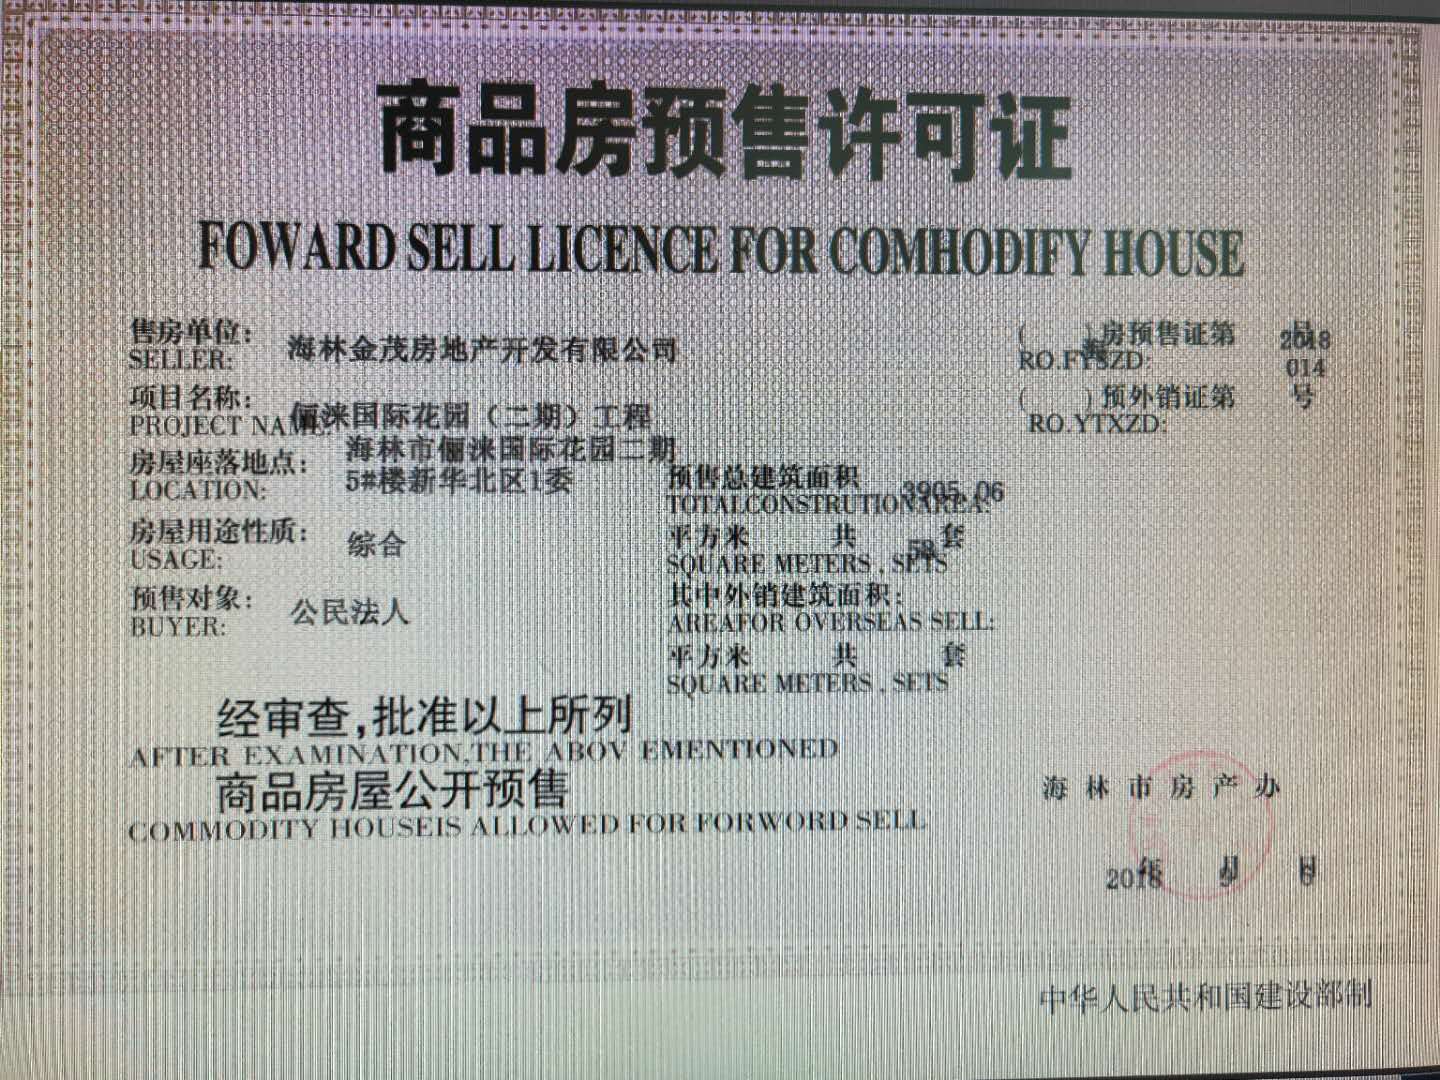 商品房预售许可证
FOWARD SELL LICENCE FOR COMHODIFY HOUSE
售房单位: 海林金茂房地产开发有限公司
SELLER:
( 海 ) 房预售证第 2018 号
RO.FYSZD: 014
项目名称: 俪涞国际花园（二期）工程
PROJECT NAME:
( ) 预外销证第 号
RO.YTXZD:
房屋座落地点: 海林市俪涞国际花园二期
LOCATION: 5#楼新华北区1委
预售总建筑面积 3905.06
TOTALCONSTRUTIONAREA:
房屋用途性质: 综合
USAGE:
平方米 共 58 套
SQUARE METERS , SETS
预售对象: 公民法人
BUYER:
其中外销建筑面积:
AREAFOR OVERSEAS SELL:
平方米 共 套
SQUARE METERS , SETS
经审查,批准以上所列
AFTER EXAMINATION,THE ABOV EMENTIONED
商品房屋公开预售
COMMODITY HOUSEIS ALLOWED FOR FORWORD SELL
海林市房产办
2018 年 9 月 日
中华人民共和国建设部制